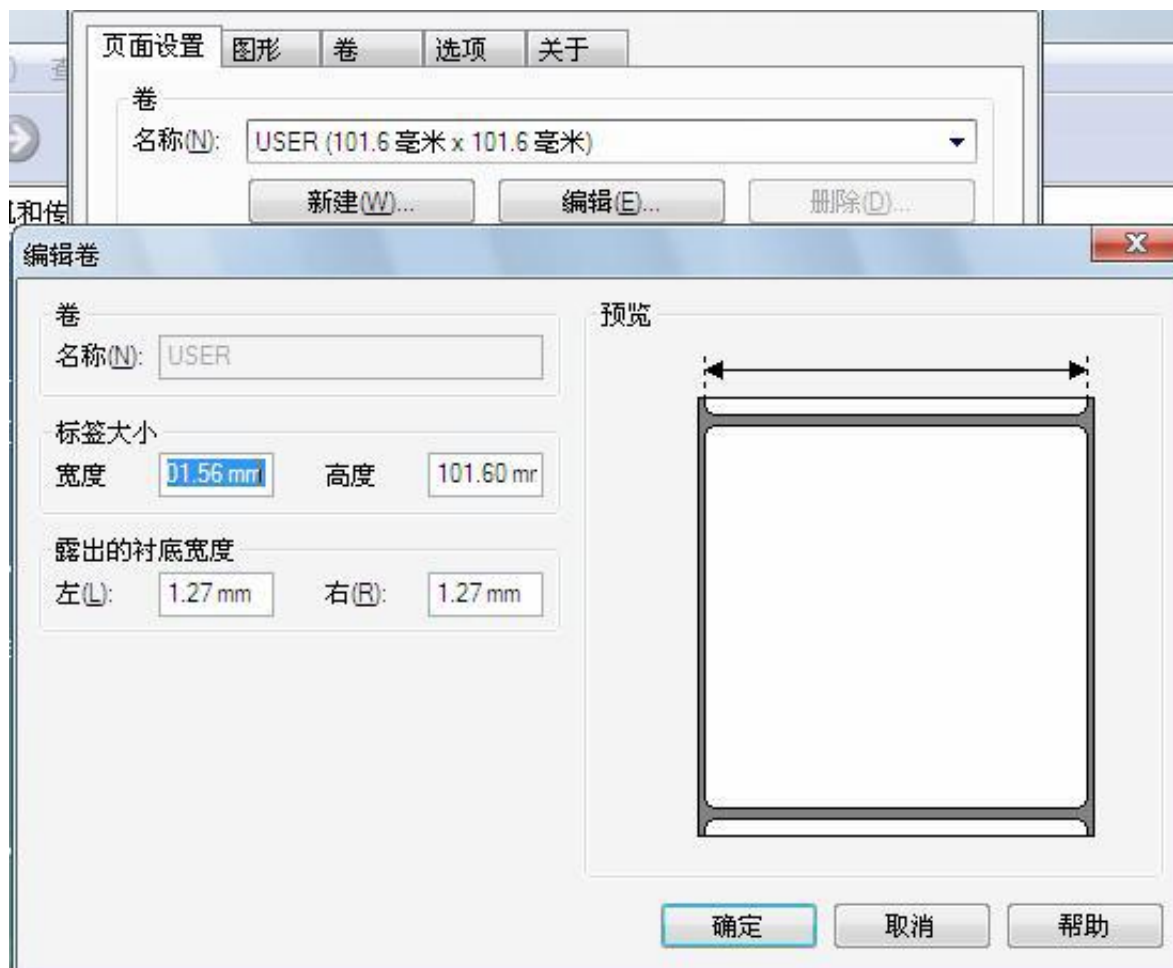 页面设置 图形 卷 选项 关于
卷
名称(N): USER (101.6 毫米 x 101.6 毫米)
新建(W)... 编辑(E)... 删除(D)...
和传
编辑卷
卷
预览
名称(N): USER
标签大小
宽度 01.56 mm 高度 101.60 mr
露出的衬底宽度
左(L): 1.27 mm 右(R): 1.27 mm
确定 取消 帮助